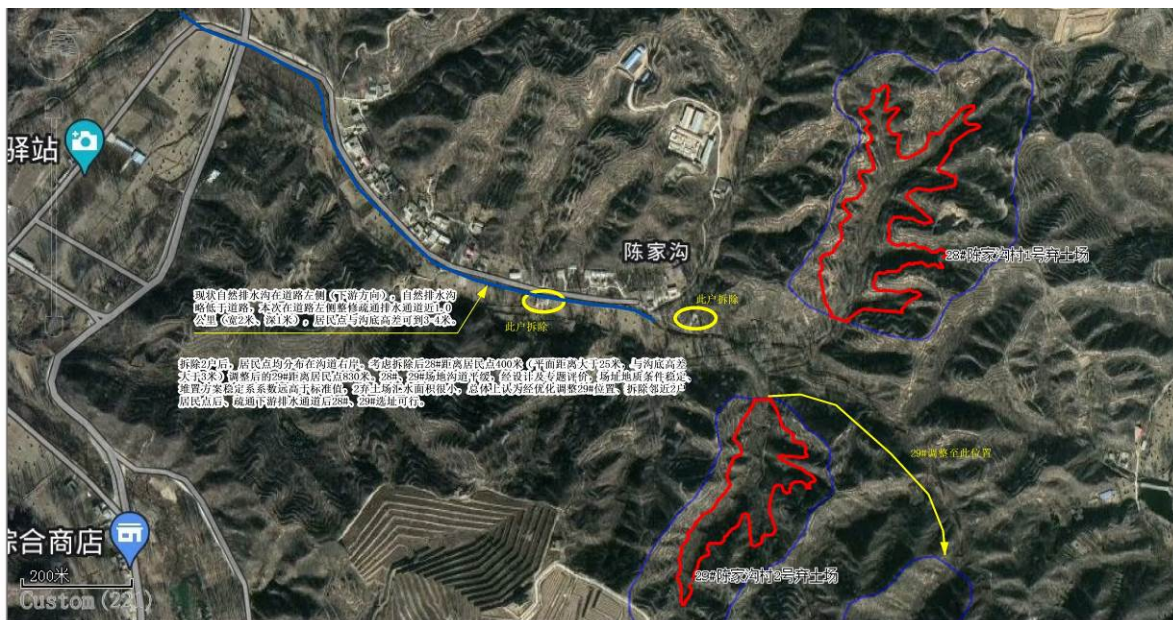 驿站
陈家沟
28#陈家沟村1号弃土场
现状自然排水沟在道路左侧（下游方向），自然排水沟
略低于道路，本次在道路左侧整修疏通排水通道近1.0
公里（宽2米、深1米），居民点与沟底高差可到3-4米。
此户拆除
此户拆除
拆除2户后，居民点均分布在沟道右岸，考虑拆除后28#距离居民点400米（平面距离大于25米，与沟底高差
大于3米）调整后的29#距离居民点830米，28#、29#场地沟道平缓，经设计及专题评价，场址地质条件稳定，
堆置方案稳定系系数远高于标准值，2弃土场汇水面积很小，总体上认为经优化调整29#位置、拆除邻近2户
居民点后、疏通下游排水通道后28#、29#选址可行。
29#调整至此位置
综合商店
29#陈家沟村2号弃土场
200米
Custom (22)